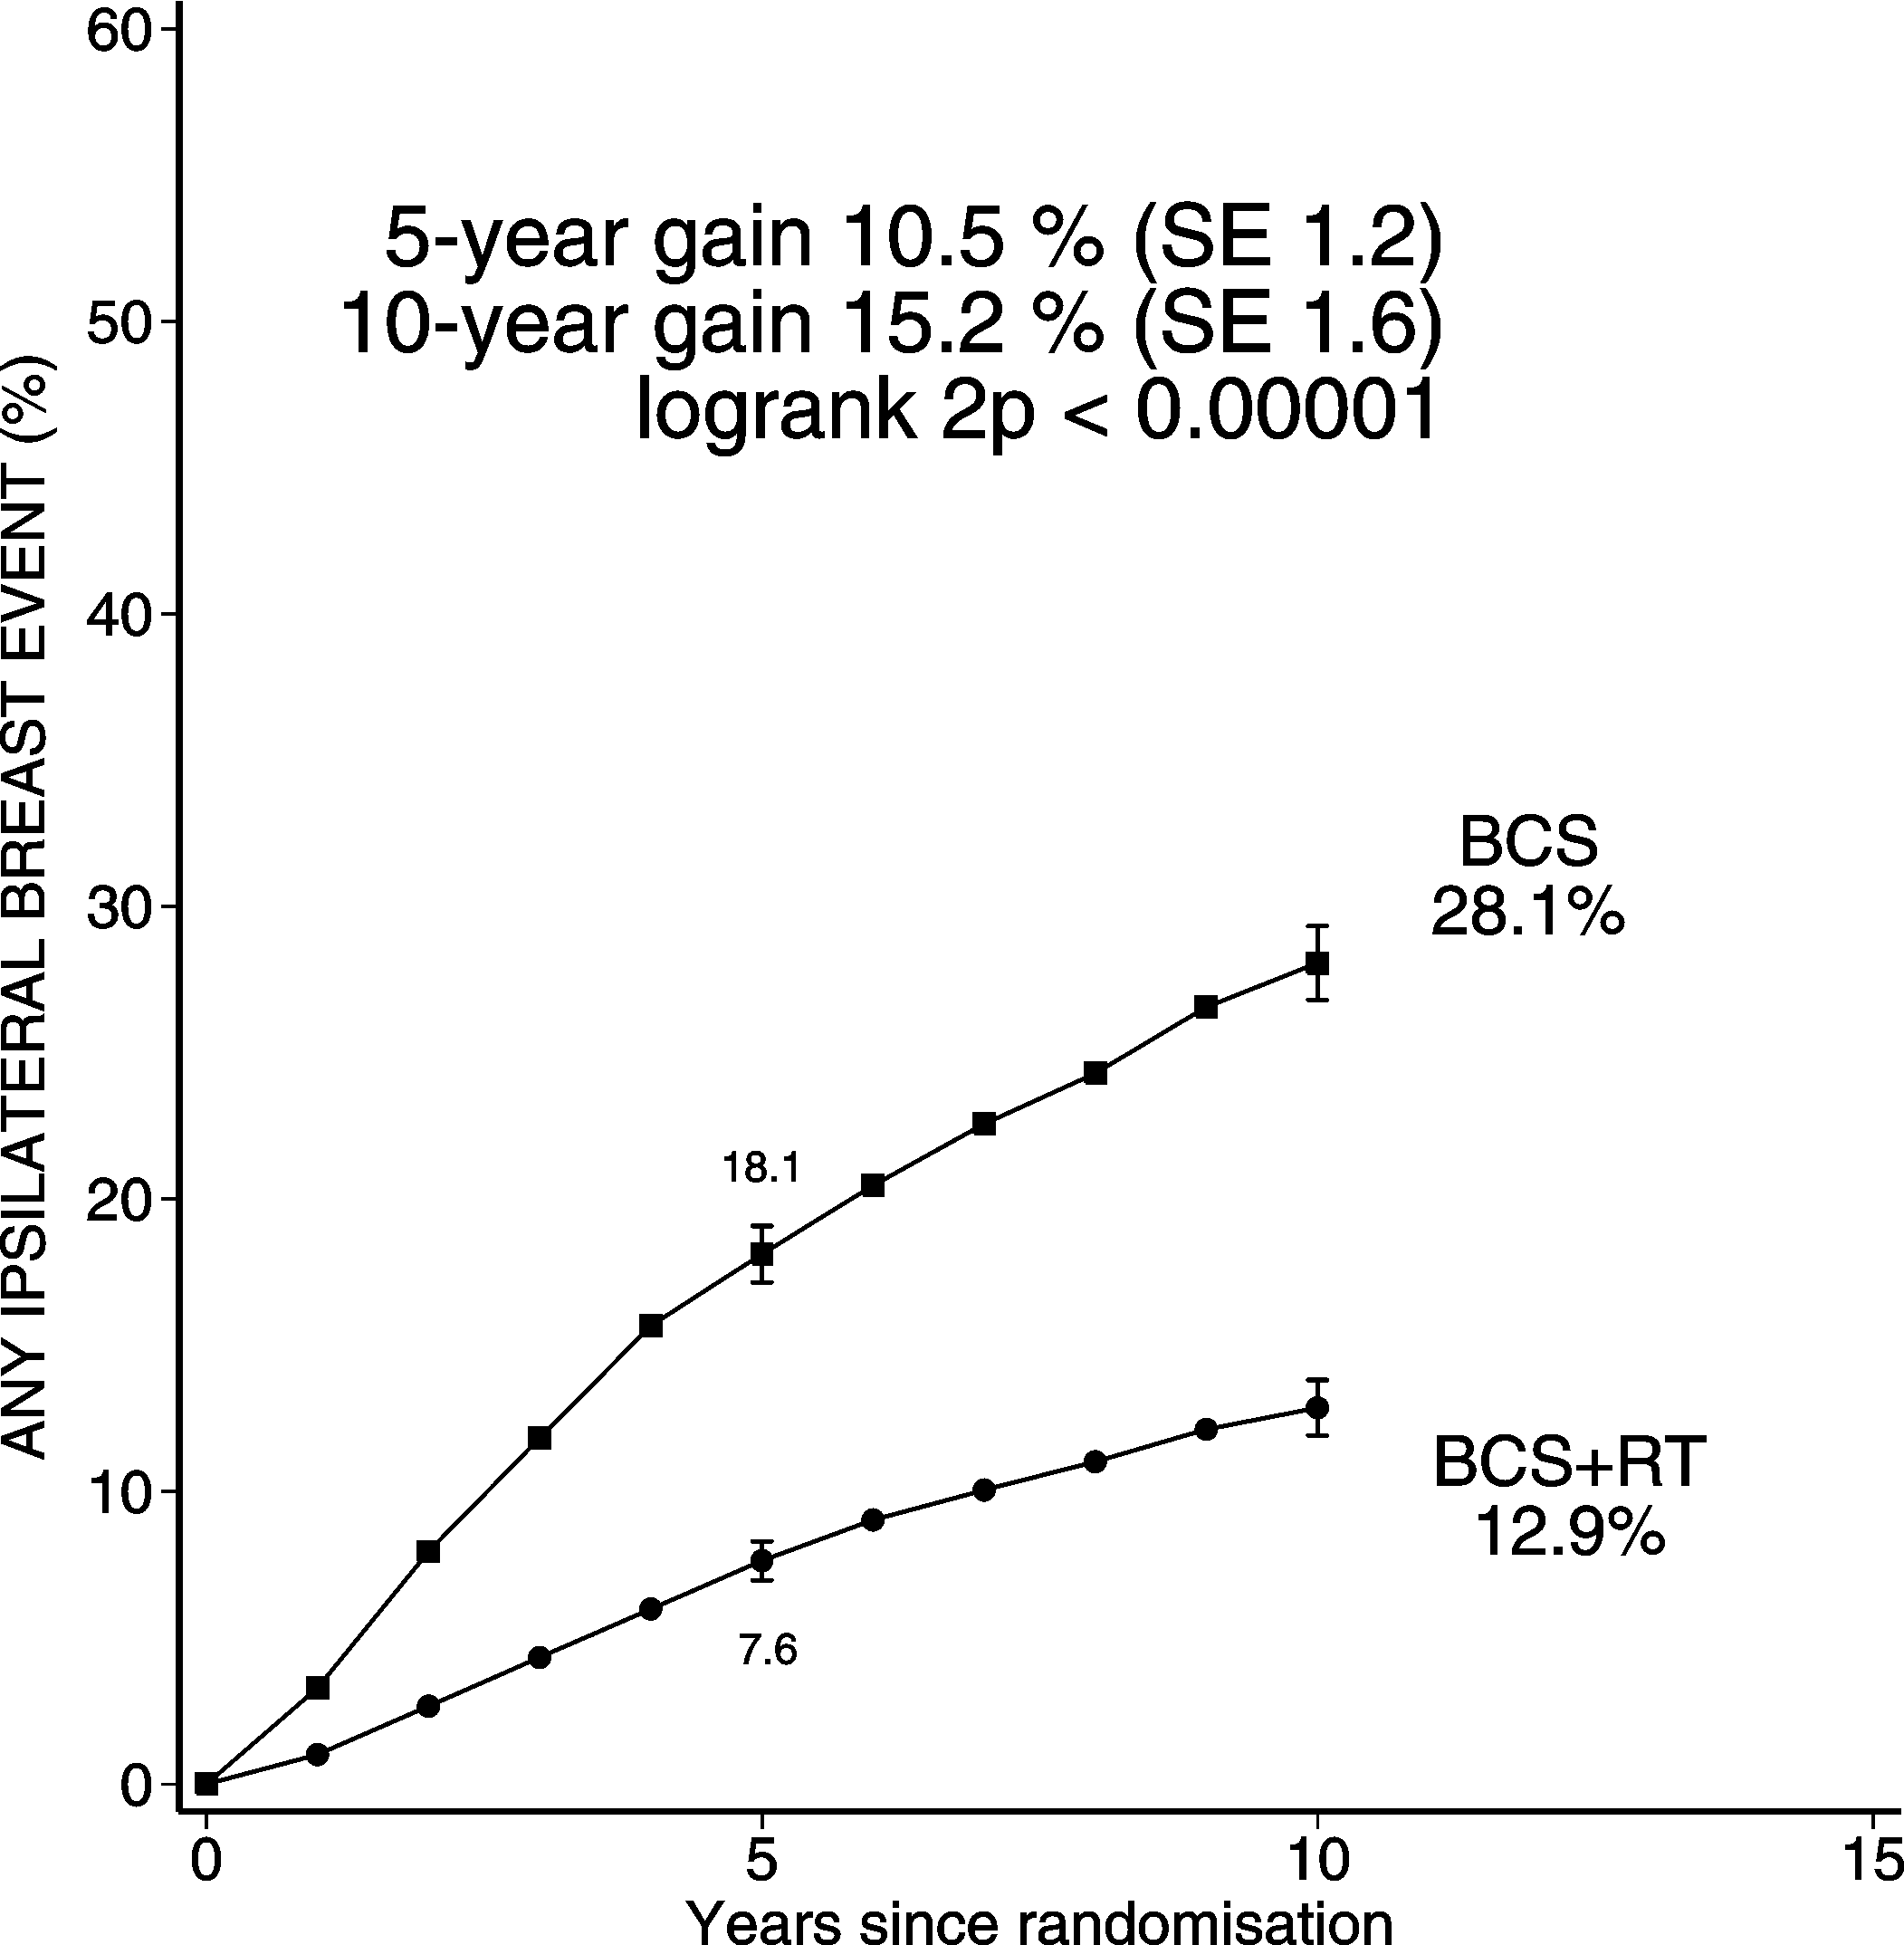 5-year gain 10.5 % (SE 1.2)
10-year gain 15.2 % (SE 1.6)
logrank 2p < 0.00001
ANY IPSILATERAL BREAST EVENT (%)
60
50
40
30
20
10
0
BCS
28.1%
18.1
BCS+RT
12.9%
7.6
0
5
10
15
Years since randomisation